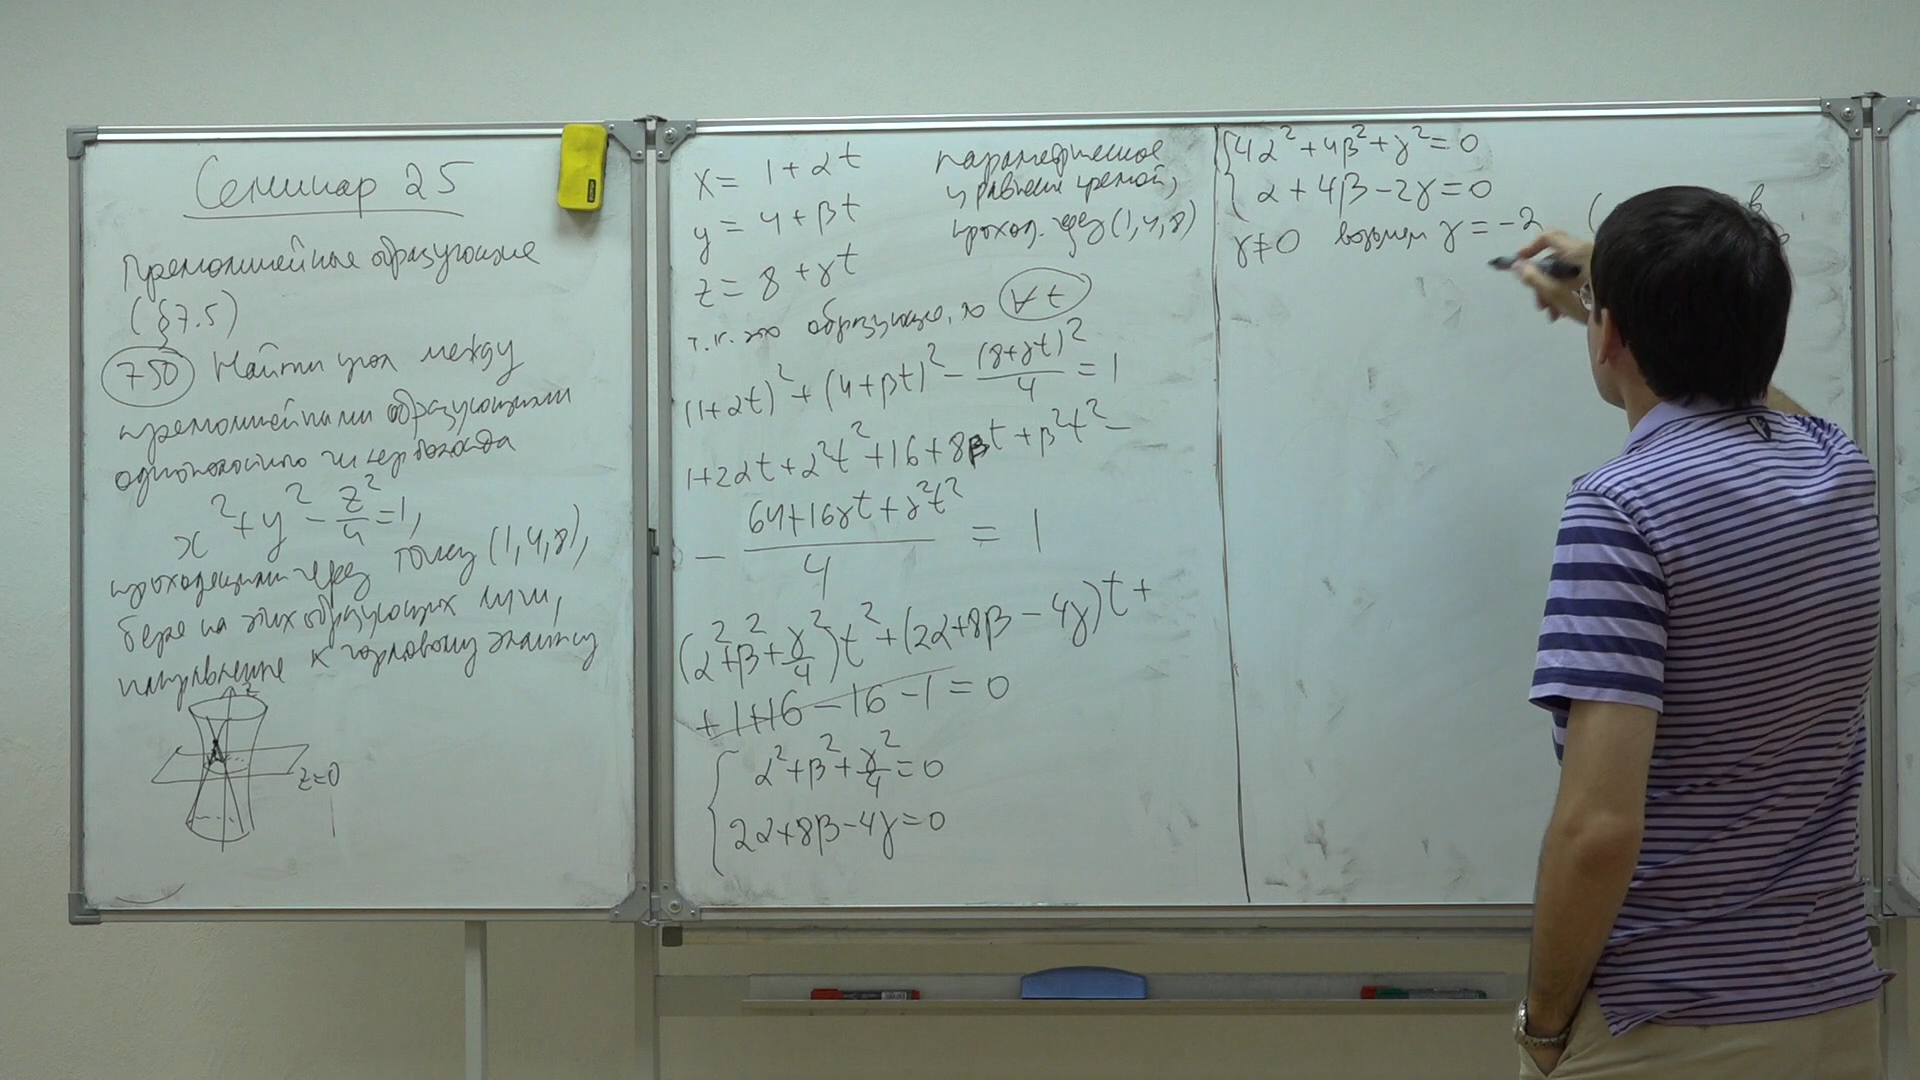 Семинар 25
Прямолинейные образующие
(§7.5)
750 Найти угол между
прямолинейными образующими
однополостного гиперболоида
x² + y² - z²/4 = 1,
проходящими через точку (1,4,8),
беря на этих образующих лучи,
направленные к горловому эллипсу
z
z=0
x = 1 + αt
y = 4 + βt
z = 8 + γt
параметрическое
уравнение прямой,
проход. через (1,4,8)
т.к. это образующая, то ∀t
(1+αt)² + (4+βt)² - (8+γt)²/4 = 1
1+2αt+α²t²+16+8βt+β²t² -
- (64+16γt+γ²t²)/4 = 1
(α²+β²+γ²/4)t²+(2α+8β-4γ)t+
+1+16-16-1=0
{ α²+β²+γ²/4=0
2α+8β-4γ=0
{ 4α²+4β²+γ²=0
α+4β-2γ=0
γ≠0 возьмем γ=-2 (